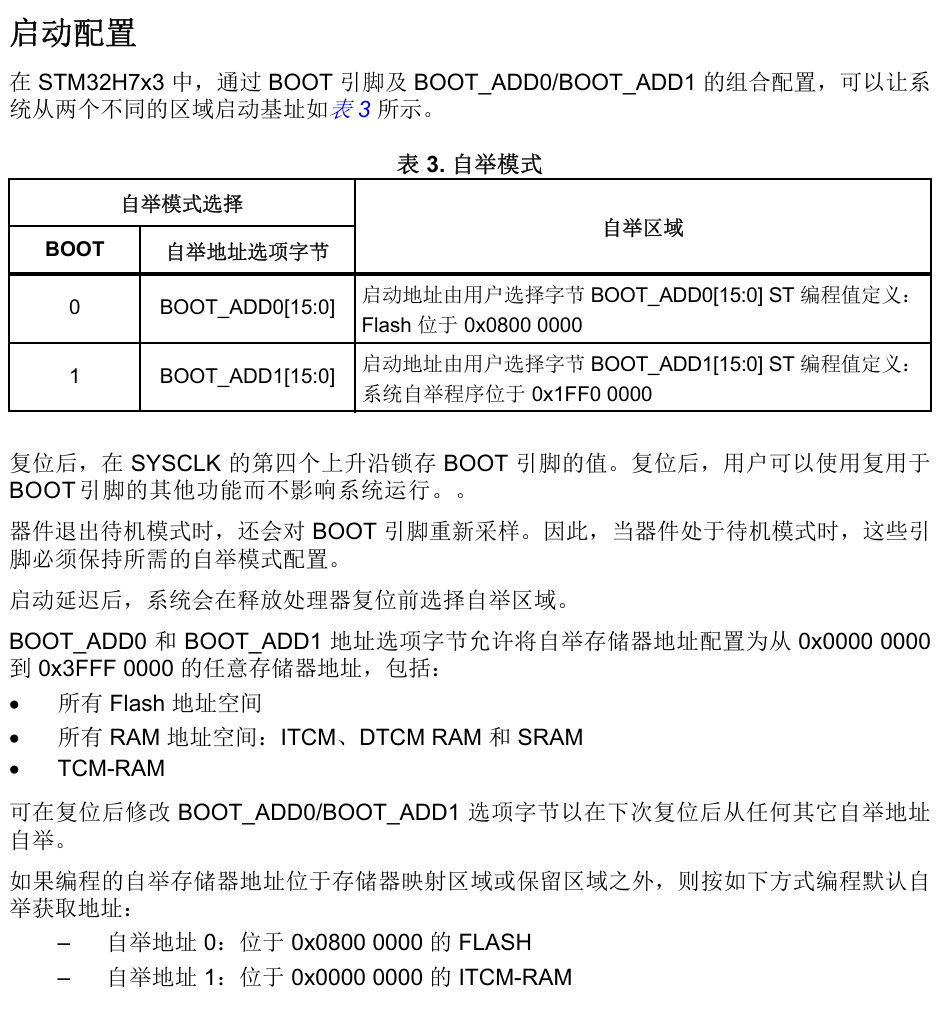 启动配置
在 STM32H7x3 中，通过 BOOT 引脚及 BOOT_ADD0/BOOT_ADD1 的组合配置，可以让系
统从两个不同的区域启动基址如表 3 所示。
表 3. 自举模式
自举模式选择
自举区域
BOOT
自举地址选项字节
0
BOOT_ADD0[15:0]
启动地址由用户选择字节 BOOT_ADD0[15:0] ST 编程值定义：
Flash 位于 0x0800 0000
1
BOOT_ADD1[15:0]
启动地址由用户选择字节 BOOT_ADD1[15:0] ST 编程值定义：
系统自举程序位于 0x1FF0 0000
复位后，在 SYSCLK 的第四个上升沿锁存 BOOT 引脚的值。复位后，用户可以使用复用于
BOOT引脚的其他功能而不影响系统运行。。
器件退出待机模式时，还会对 BOOT 引脚重新采样。因此，当器件处于待机模式时，这些引
脚必须保持所需的自举模式配置。
启动延迟后，系统会在释放处理器复位前选择自举区域。
BOOT_ADD0 和 BOOT_ADD1 地址选项字节允许将自举存储器地址配置为从 0x0000 0000
到 0x3FFF 0000 的任意存储器地址，包括：
• 所有 Flash 地址空间
• 所有 RAM 地址空间：ITCM、DTCM RAM 和 SRAM
• TCM-RAM
可在复位后修改 BOOT_ADD0/BOOT_ADD1 选项字节以在下次复位后从任何其它自举地址
自举。
如果编程的自举存储器地址位于存储器映射区域或保留区域之外，则按如下方式编程默认自
举获取地址：
– 自举地址 0：位于 0x0800 0000 的 FLASH
– 自举地址 1：位于 0x0000 0000 的 ITCM-RAM